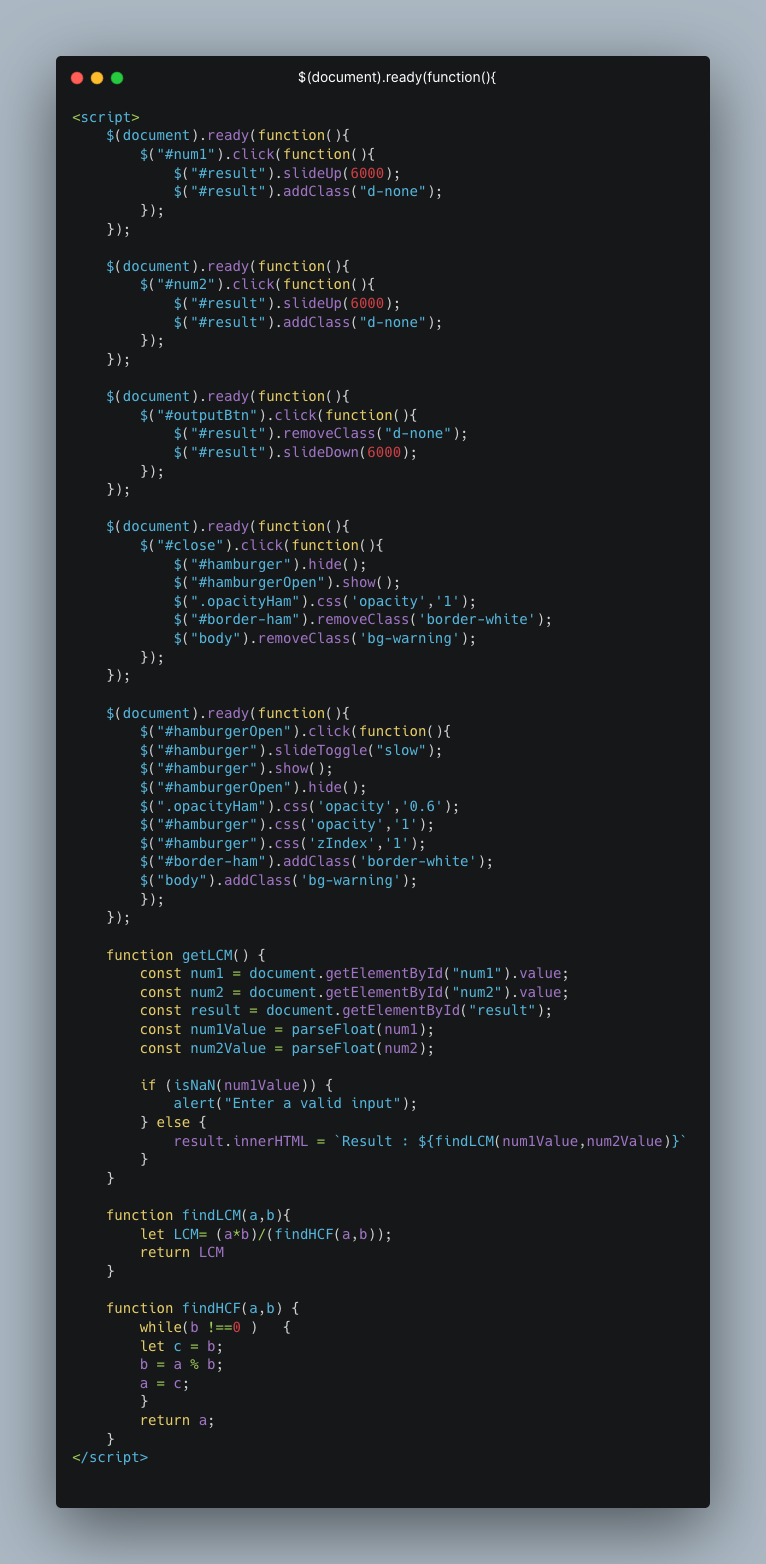 $(document).ready(function(){
<script>
    $(document).ready(function(){
        $("#num1").click(function(){
            $("#result").slideUp(6000);
            $("#result").addClass("d-none");
        });
    });

    $(document).ready(function(){
        $("#num2").click(function(){
            $("#result").slideUp(6000);
            $("#result").addClass("d-none");
        });
    });

    $(document).ready(function(){
        $("#outputBtn").click(function(){
            $("#result").removeClass("d-none");
            $("#result").slideDown(6000);
        });
    });

    $(document).ready(function(){
        $("#close").click(function(){
            $("#hamburger").hide();
            $("#hamburgerOpen").show();
            $(".opacityHam").css('opacity','1');
            $("#border-ham").removeClass('border-white');
            $("body").removeClass('bg-warning');
        });
    });

    $(document).ready(function(){
        $("#hamburgerOpen").click(function(){
        $("#hamburger").slideToggle("slow");
        $("#hamburger").show();
        $("#hamburgerOpen").hide();
        $(".opacityHam").css('opacity','0.6');
        $("#hamburger").css('opacity','1');
        $("#hamburger").css('zIndex','1');
        $("#border-ham").addClass('border-white');
        $("body").addClass('bg-warning');
        });
    });

    function getLCM() {
        const num1 = document.getElementById("num1").value;
        const num2 = document.getElementById("num2").value;
        const result = document.getElementById("result");
        const num1Value = parseFloat(num1);
        const num2Value = parseFloat(num2);

        if (isNaN(num1Value)) {
            alert("Enter a valid input");
        } else {
            result.innerHTML = `Result : ${findLCM(num1Value,num2Value)}`
        }
    }

    function findLCM(a,b){
        let LCM= (a*b)/(findHCF(a,b));
        return LCM
    }

    function findHCF(a,b) {
        while(b !==0 )   {
        let c = b;
        b = a % b;
        a = c;
        }
        return a;
    }
</script>